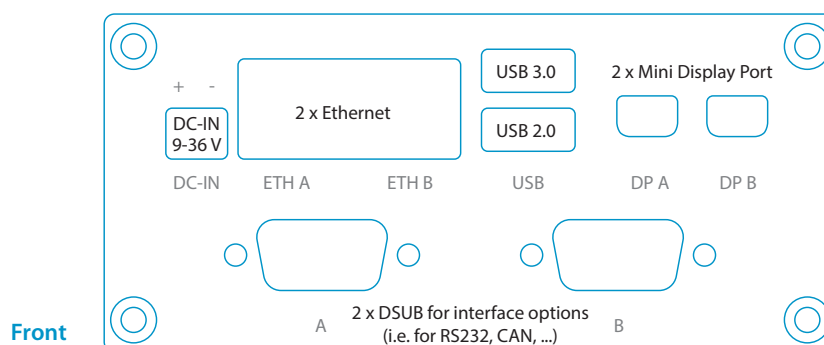 USB 3.0
2 x Mini Display Port
+ -
2 x Ethernet
DC-IN
9-36 V
USB 2.0
DC-IN
ETH A
ETH B
USB
DP A
DP B
2 x DSUB for interface options
A
B
(i.e. for RS232, CAN, ...)
Front